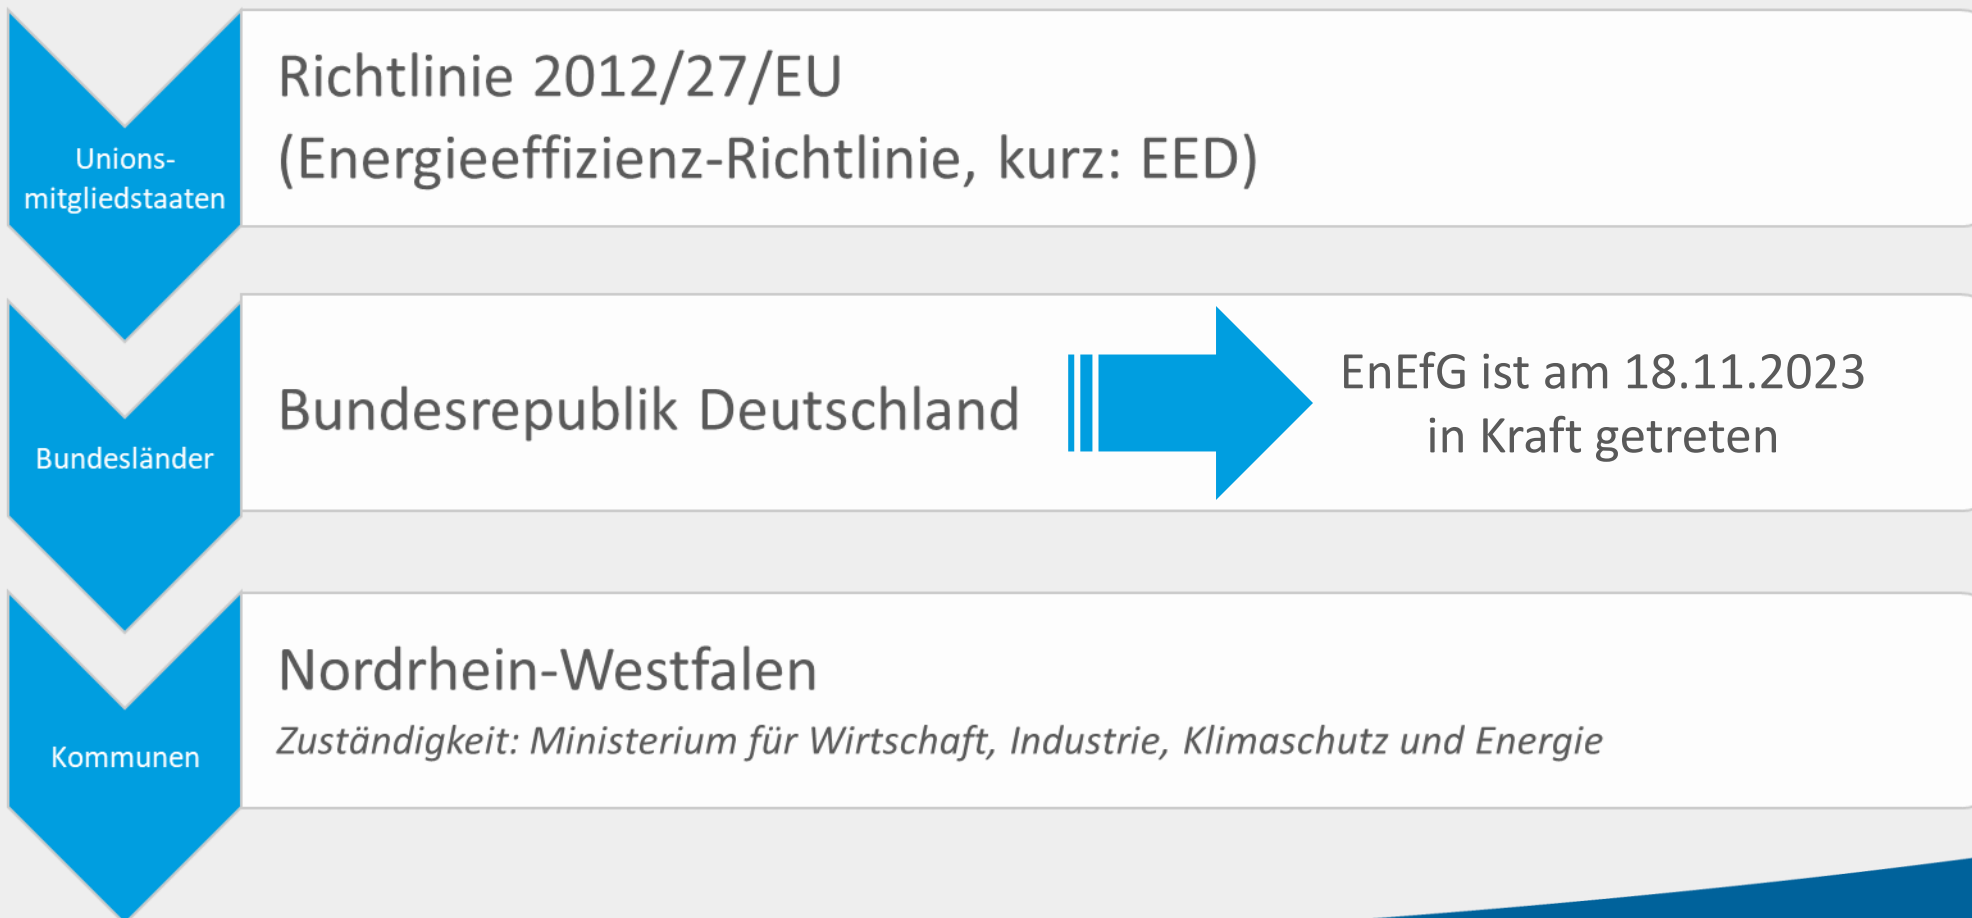 Unions-
mitgliedstaaten
Richtlinie 2012/27/EU
(Energieeffizienz-Richtlinie, kurz: EED)
Bundesländer
Bundesrepublik Deutschland
EnEfG ist am 18.11.2023
in Kraft getreten
Kommunen
Nordrhein-Westfalen
Zuständigkeit: Ministerium für Wirtschaft, Industrie, Klimaschutz und Energie